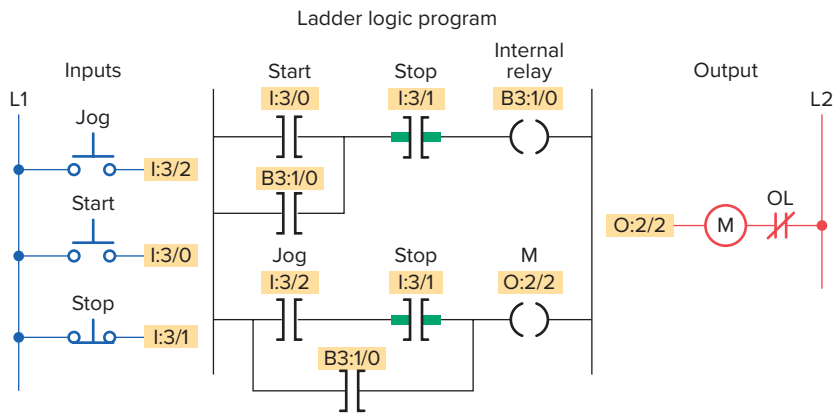 Ladder logic program
Inputs
L1
Jog
I:3/2
Start
I:3/0
Stop
I:3/1
Start
I:3/0
Stop
I:3/1
Internal
relay
B3:1/0
B3:1/0
Jog
I:3/2
Stop
I:3/1
M
O:2/2
B3:1/0
Output
L2
O:2/2
M
OL